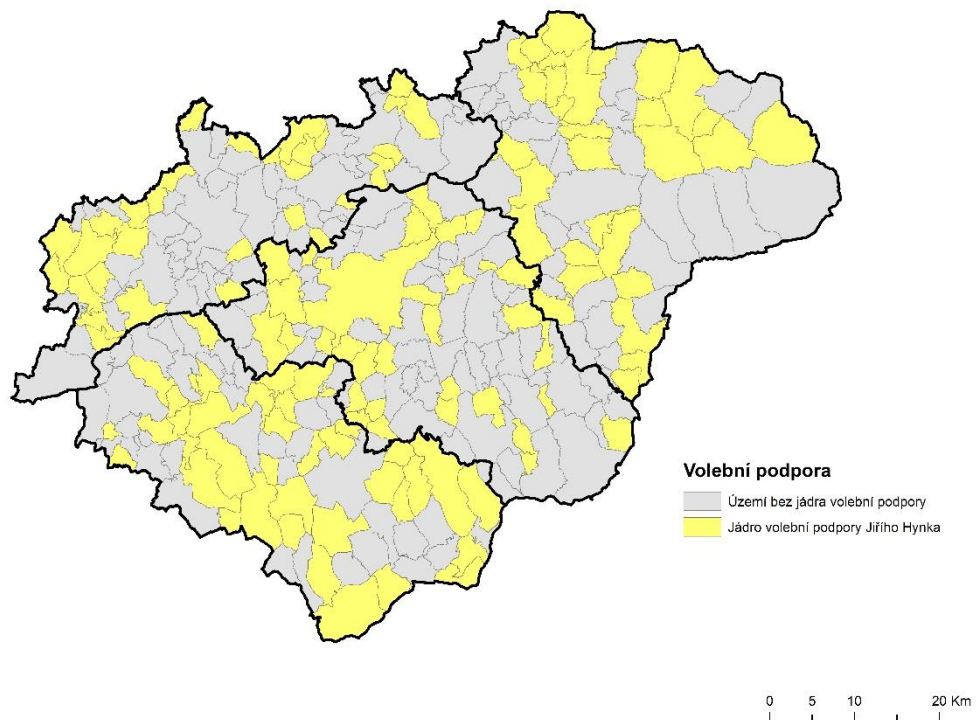 Volební podpora
Území bez jádra volební podpory
Jádro volební podpory Jiřího Hynka
0 5 10 20 Km